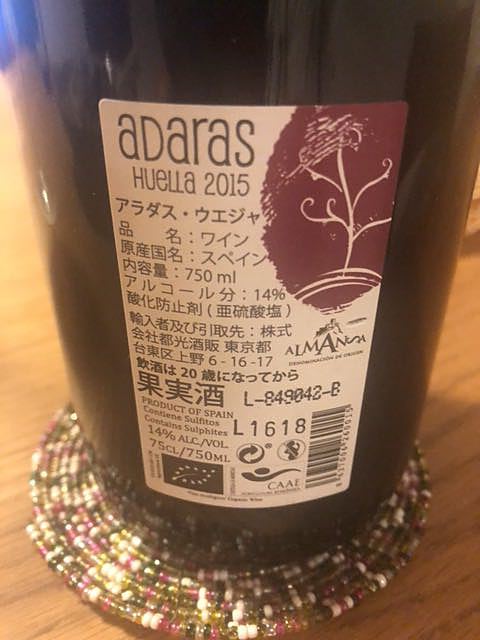 aDaRas
HUELLA 2015
アラダス・ウエジャ
品 名：ワイン
原産国名：スペイン
内容量：750 ml
アルコール分：14%
酸化防止剤 ( 亜硫酸塩 )
輸入者及び引取先：株式
会社都光酒販 東京都
台東区上野 6 - 16 -17
飲酒は 20 歳になってから
果実酒
L-849042-B
ALMANSA
DENOMINACIÓN DE ORIGEN
PRODUCT OF SPAIN
Contiene Sulfitos
Contains Sulphites
L1618
14% ALC./VOL.
75CL/750ML
CAAE